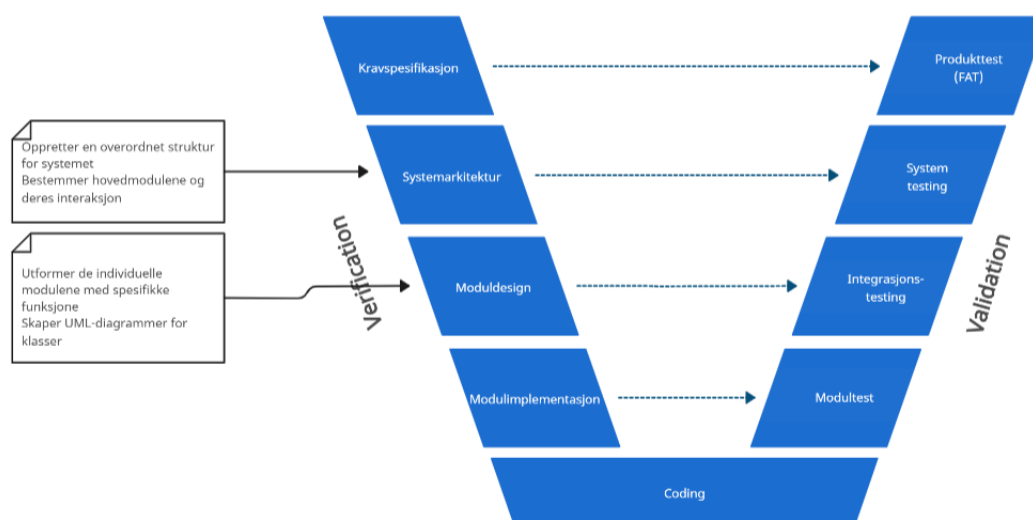 Kravspesifikasjon
Produkttest
(FAT)
Oppretter en overordnet struktur
for systemet
Bestemmer hovedmodulene og
deres interaksjon
Systemarkitektur
System
testing
Verification
Validation
Utformer de individuelle
modulene med spesifikke
funksjone
Skaper UML-diagrammer for
klasser
Moduldesign
Integrasjons-
testing
Modulimplementasjon
Modultest
Coding